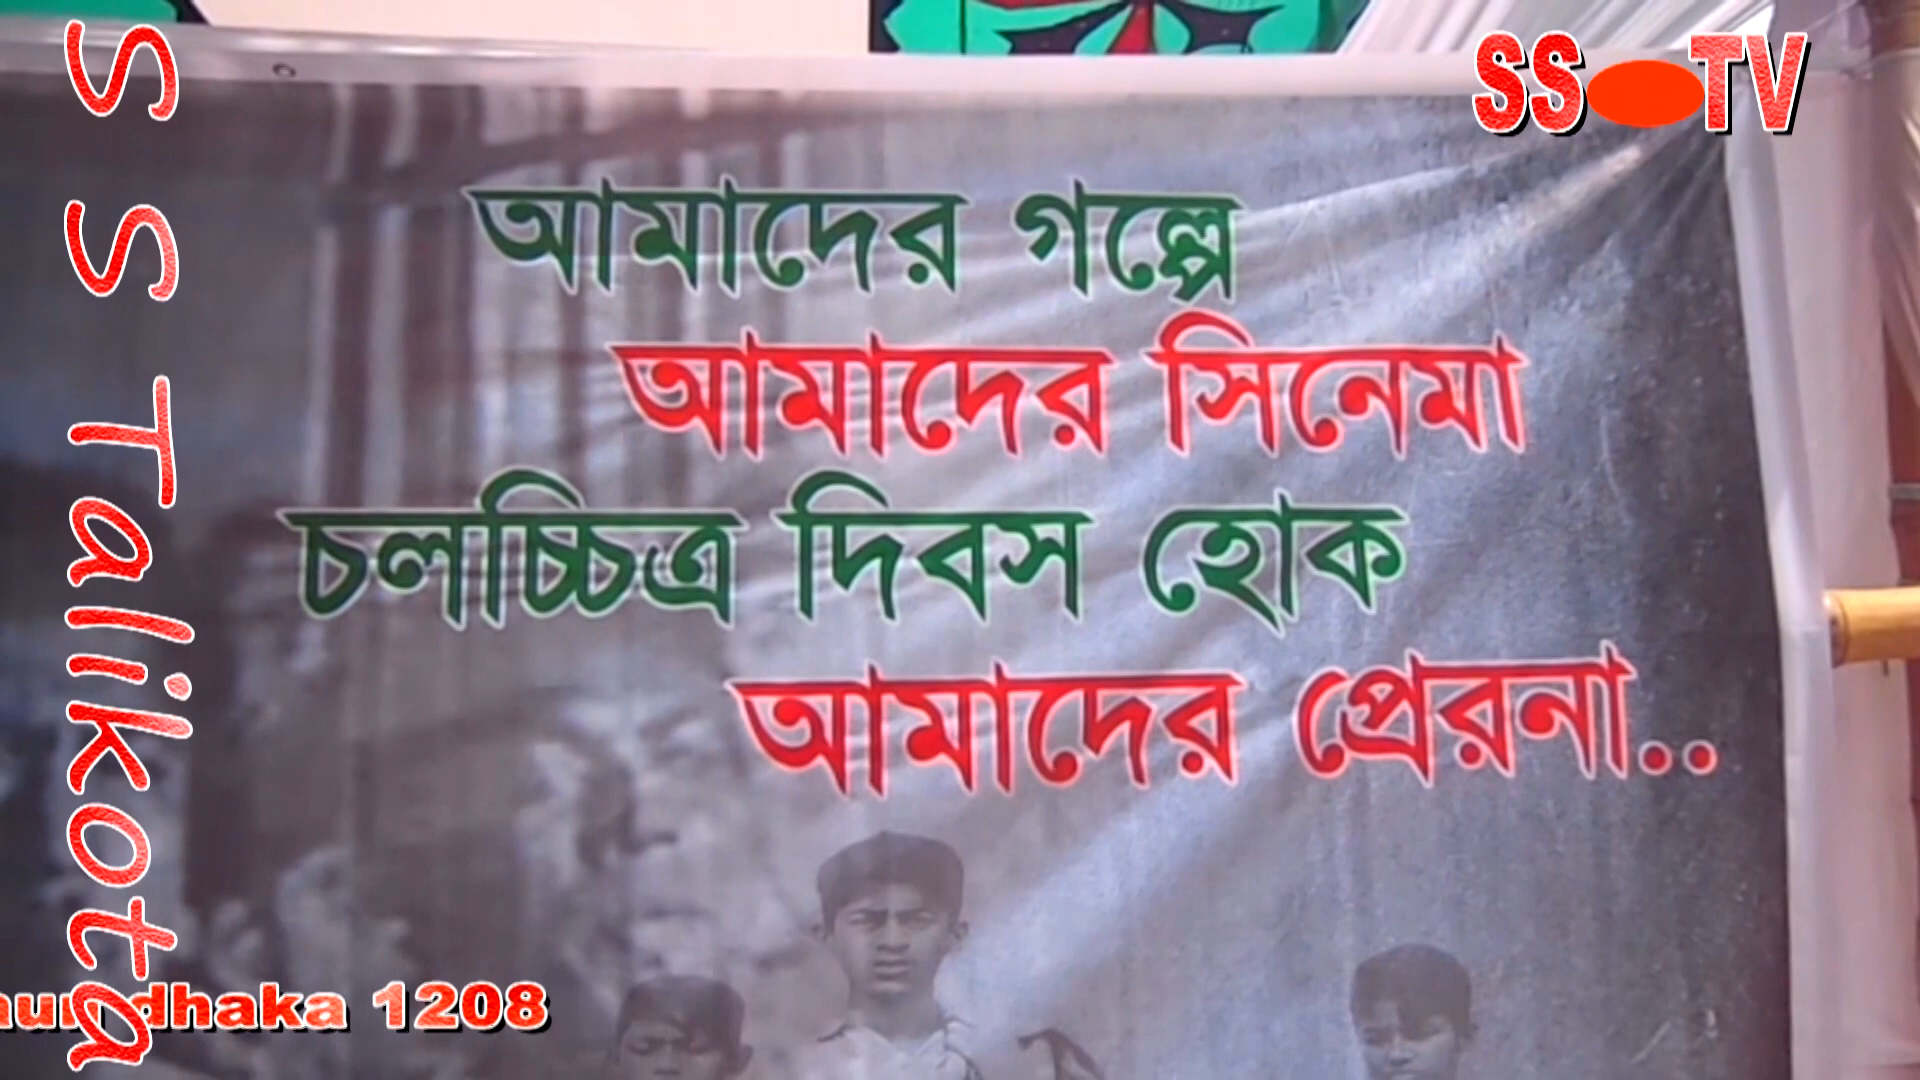 SS TV
আমাদের গল্পে
আমাদের সিনেমা
চলচ্চিত্র দিবস হোক
আমাদের প্রেরনা..
S S Talikota
dhaka 1208